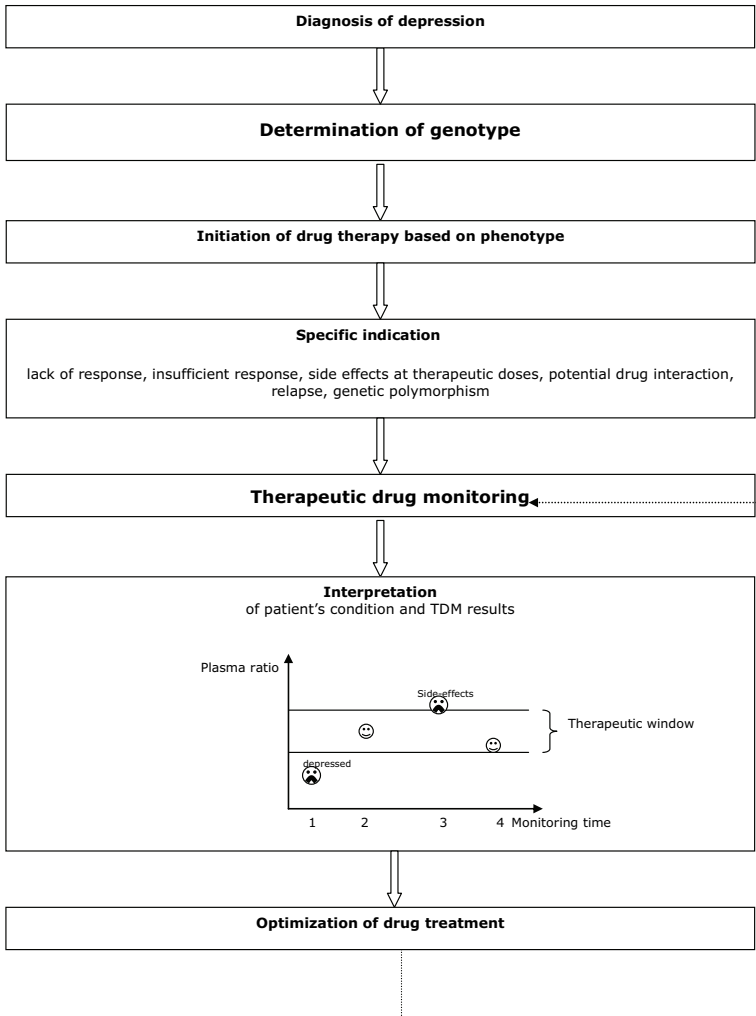 Diagnosis of depression
Determination of genotype
Initiation of drug therapy based on phenotype
Specific indication
lack of response, insufficient response, side effects at therapeutic doses, potential drug interaction,
relapse, genetic polymorphism
Therapeutic drug monitoring
Interpretation
of patient’s condition and TDM results
Plasma ratio
Side-effects
Therapeutic window
depressed
1 2 3 4 Monitoring time
Optimization of drug treatment